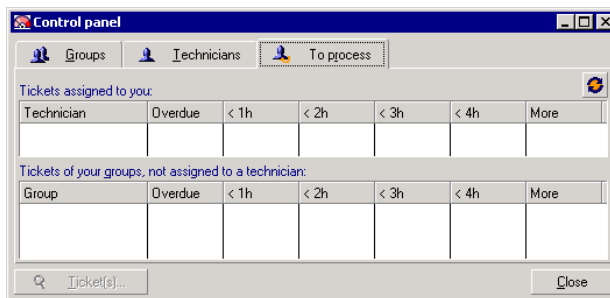 Control panel
Groups Technicians To process
Tickets assigned to you:
Technician Overdue < 1h < 2h < 3h < 4h More
Tickets of your groups, not assigned to a technician:
Group Overdue < 1h < 2h < 3h < 4h More
Ticket(s)... Close